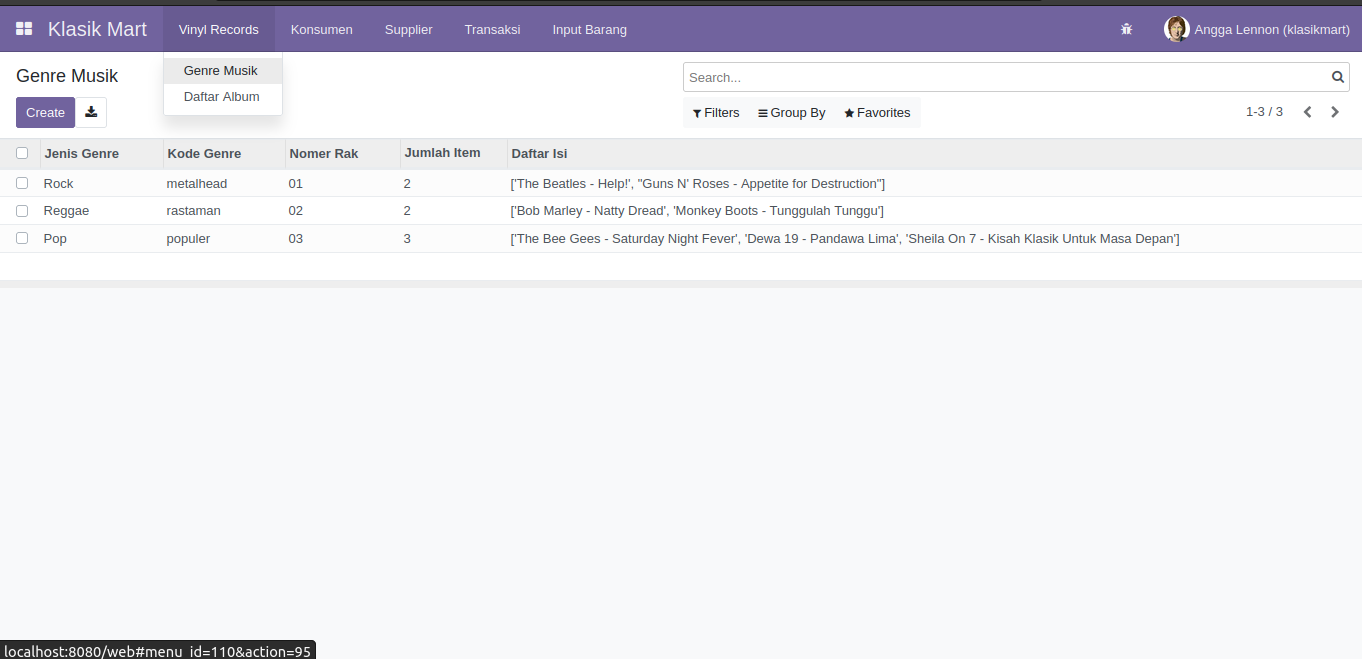 Klasik Mart Vinyl Records Konsumen Supplier Transaksi Input Barang Angga Lennon (klasikmart)
Genre Musik
Genre Musik
Daftar Album
Search...
Create
Filters Group By Favorites 1-3 / 3
Jenis Genre Kode Genre Nomer Rak Jumlah Item Daftar Isi
Rock metalhead 01 2 ['The Beatles - Help!', "Guns N' Roses - Appetite for Destruction"]
Reggae rastaman 02 2 ['Bob Marley - Natty Dread', 'Monkey Boots - Tunggulah Tunggu']
Pop populer 03 3 ['The Bee Gees - Saturday Night Fever', 'Dewa 19 - Pandawa Lima', 'Sheila On 7 - Kisah Klasik Untuk Masa Depan']
localhost:8080/web#menu_id=110&action=95